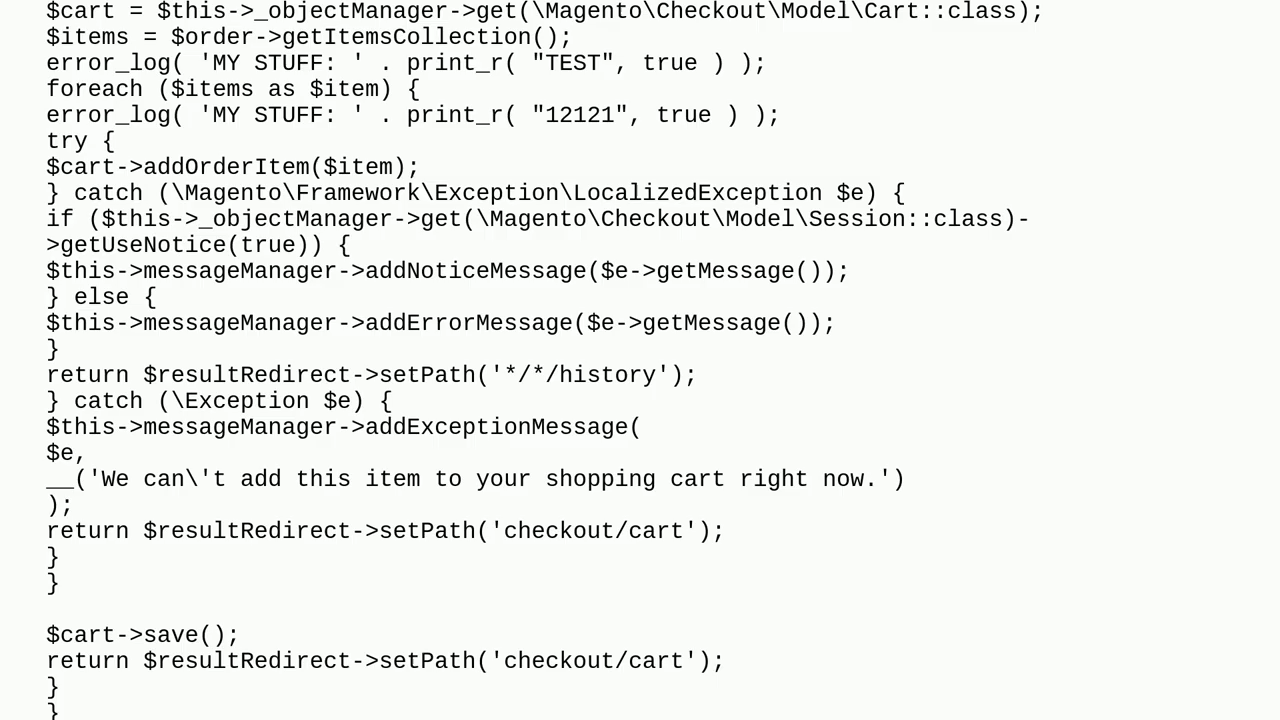 $cart = $this->_objectManager->get(\Magento\Checkout\Model\Cart::class);
$items = $order->getItemsCollection();
error_log( 'MY STUFF: ' . print_r( "TEST", true ) );
foreach ($items as $item) {
error_log( 'MY STUFF: ' . print_r( "12121", true ) );
try {
$cart->addOrderItem($item);
} catch (\Magento\Framework\Exception\LocalizedException $e) {
if ($this->_objectManager->get(\Magento\Checkout\Model\Session::class)-
>getUseNotice(true)) {
$this->messageManager->addNoticeMessage($e->getMessage());
} else {
$this->messageManager->addErrorMessage($e->getMessage());
}
return $resultRedirect->setPath('*/*/history');
} catch (\Exception $e) {
$this->messageManager->addExceptionMessage(
$e,
__('We can\'t add this item to your shopping cart right now.')
);
return $resultRedirect->setPath('checkout/cart');
}
}
$cart->save();
return $resultRedirect->setPath('checkout/cart');
}
}